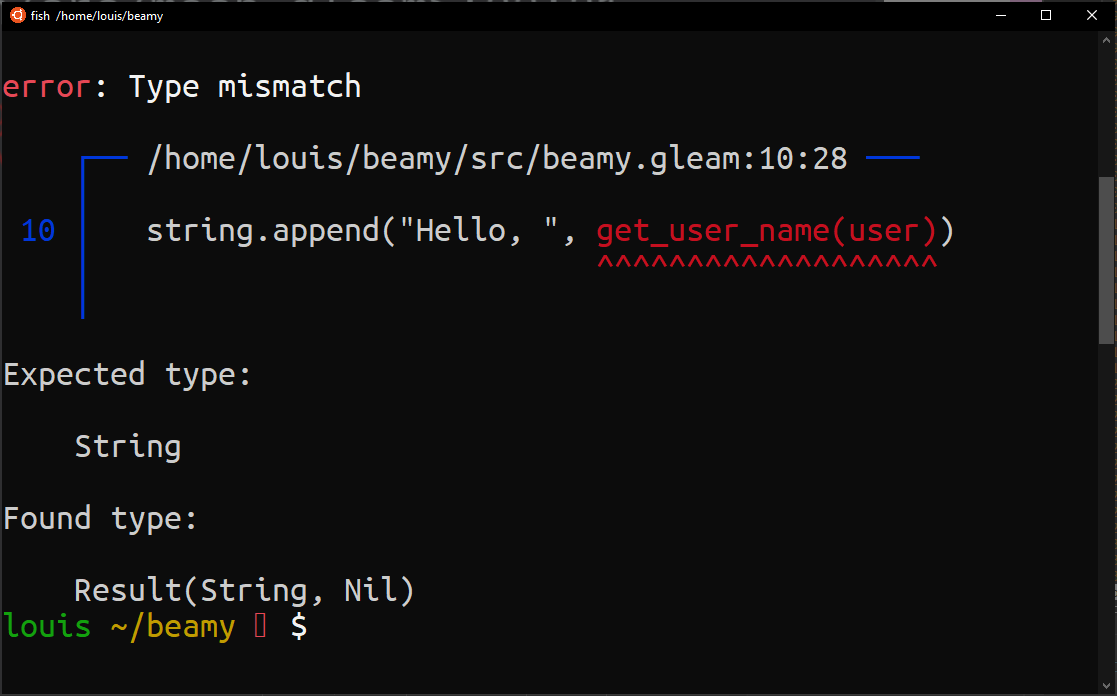 fish /home/louis/beamy
error: Type mismatch
/home/louis/beamy/src/beamy.gleam:10:28
10 string.append("Hello, ", get_user_name(user))
^^^^^^^^^^^^^^^^^^^
Expected type:
String
Found type:
Result(String, Nil)
louis ~/beamy $